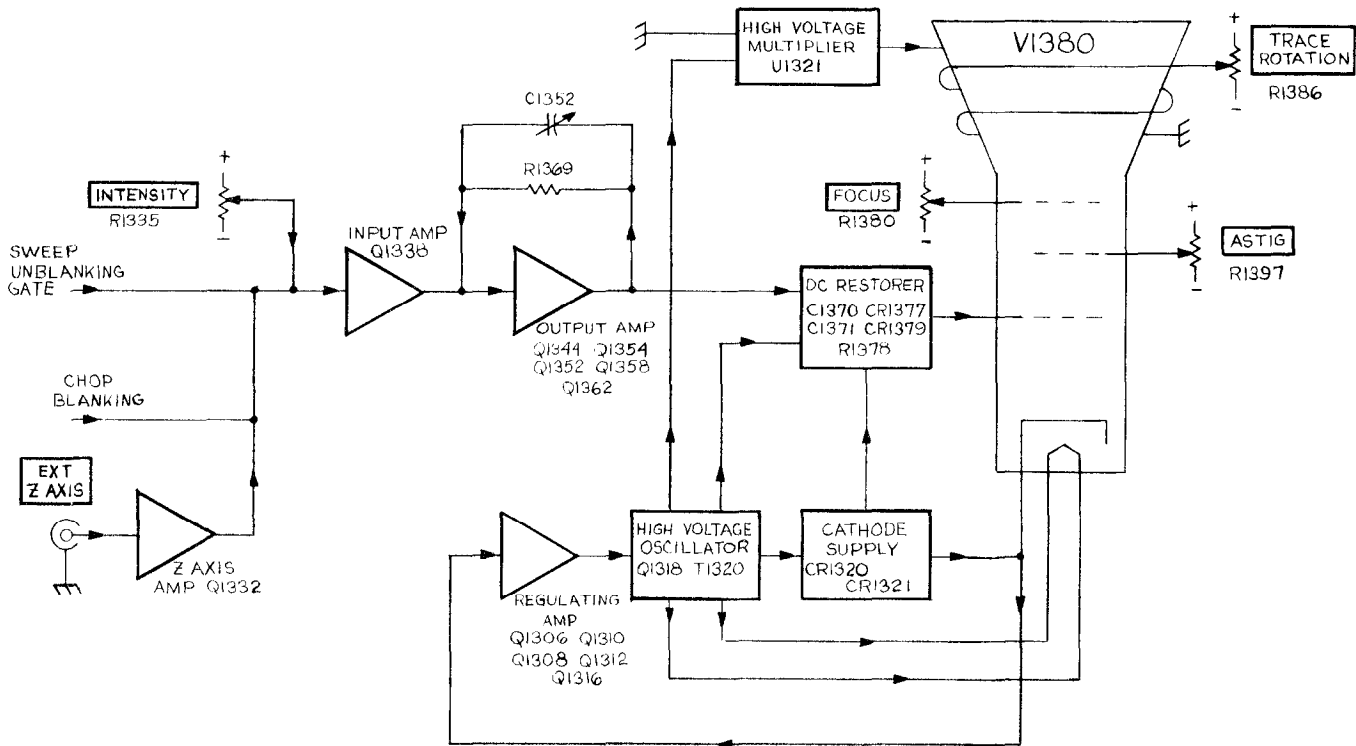 HIGH VOLTAGE
MULTIPLIER
U1321
V1380
+
TRACE
ROTATION
R1386
−
C1352
R1369
+
INTENSITY
R1335
−
INPUT AMP
Q1338
SWEEP
UNBLANKING
GATE
+
FOCUS
R1380
−
+
ASTIG
R1397
−
DC RESTORER
C1370 CR1377
C1371 CR1379
R1378
OUTPUT AMP
Q1344 Q1354
Q1352 Q1358
Q1362
CHOP
BLANKING
EXT
Z AXIS
Z AXIS
AMP Q1332
HIGH VOLTAGE
OSCILLATOR
Q1318 T1320
CATHODE
SUPPLY
CR1320
CR1321
REGULATING
AMP
Q1306 Q1310
Q1308 Q1312
Q1316